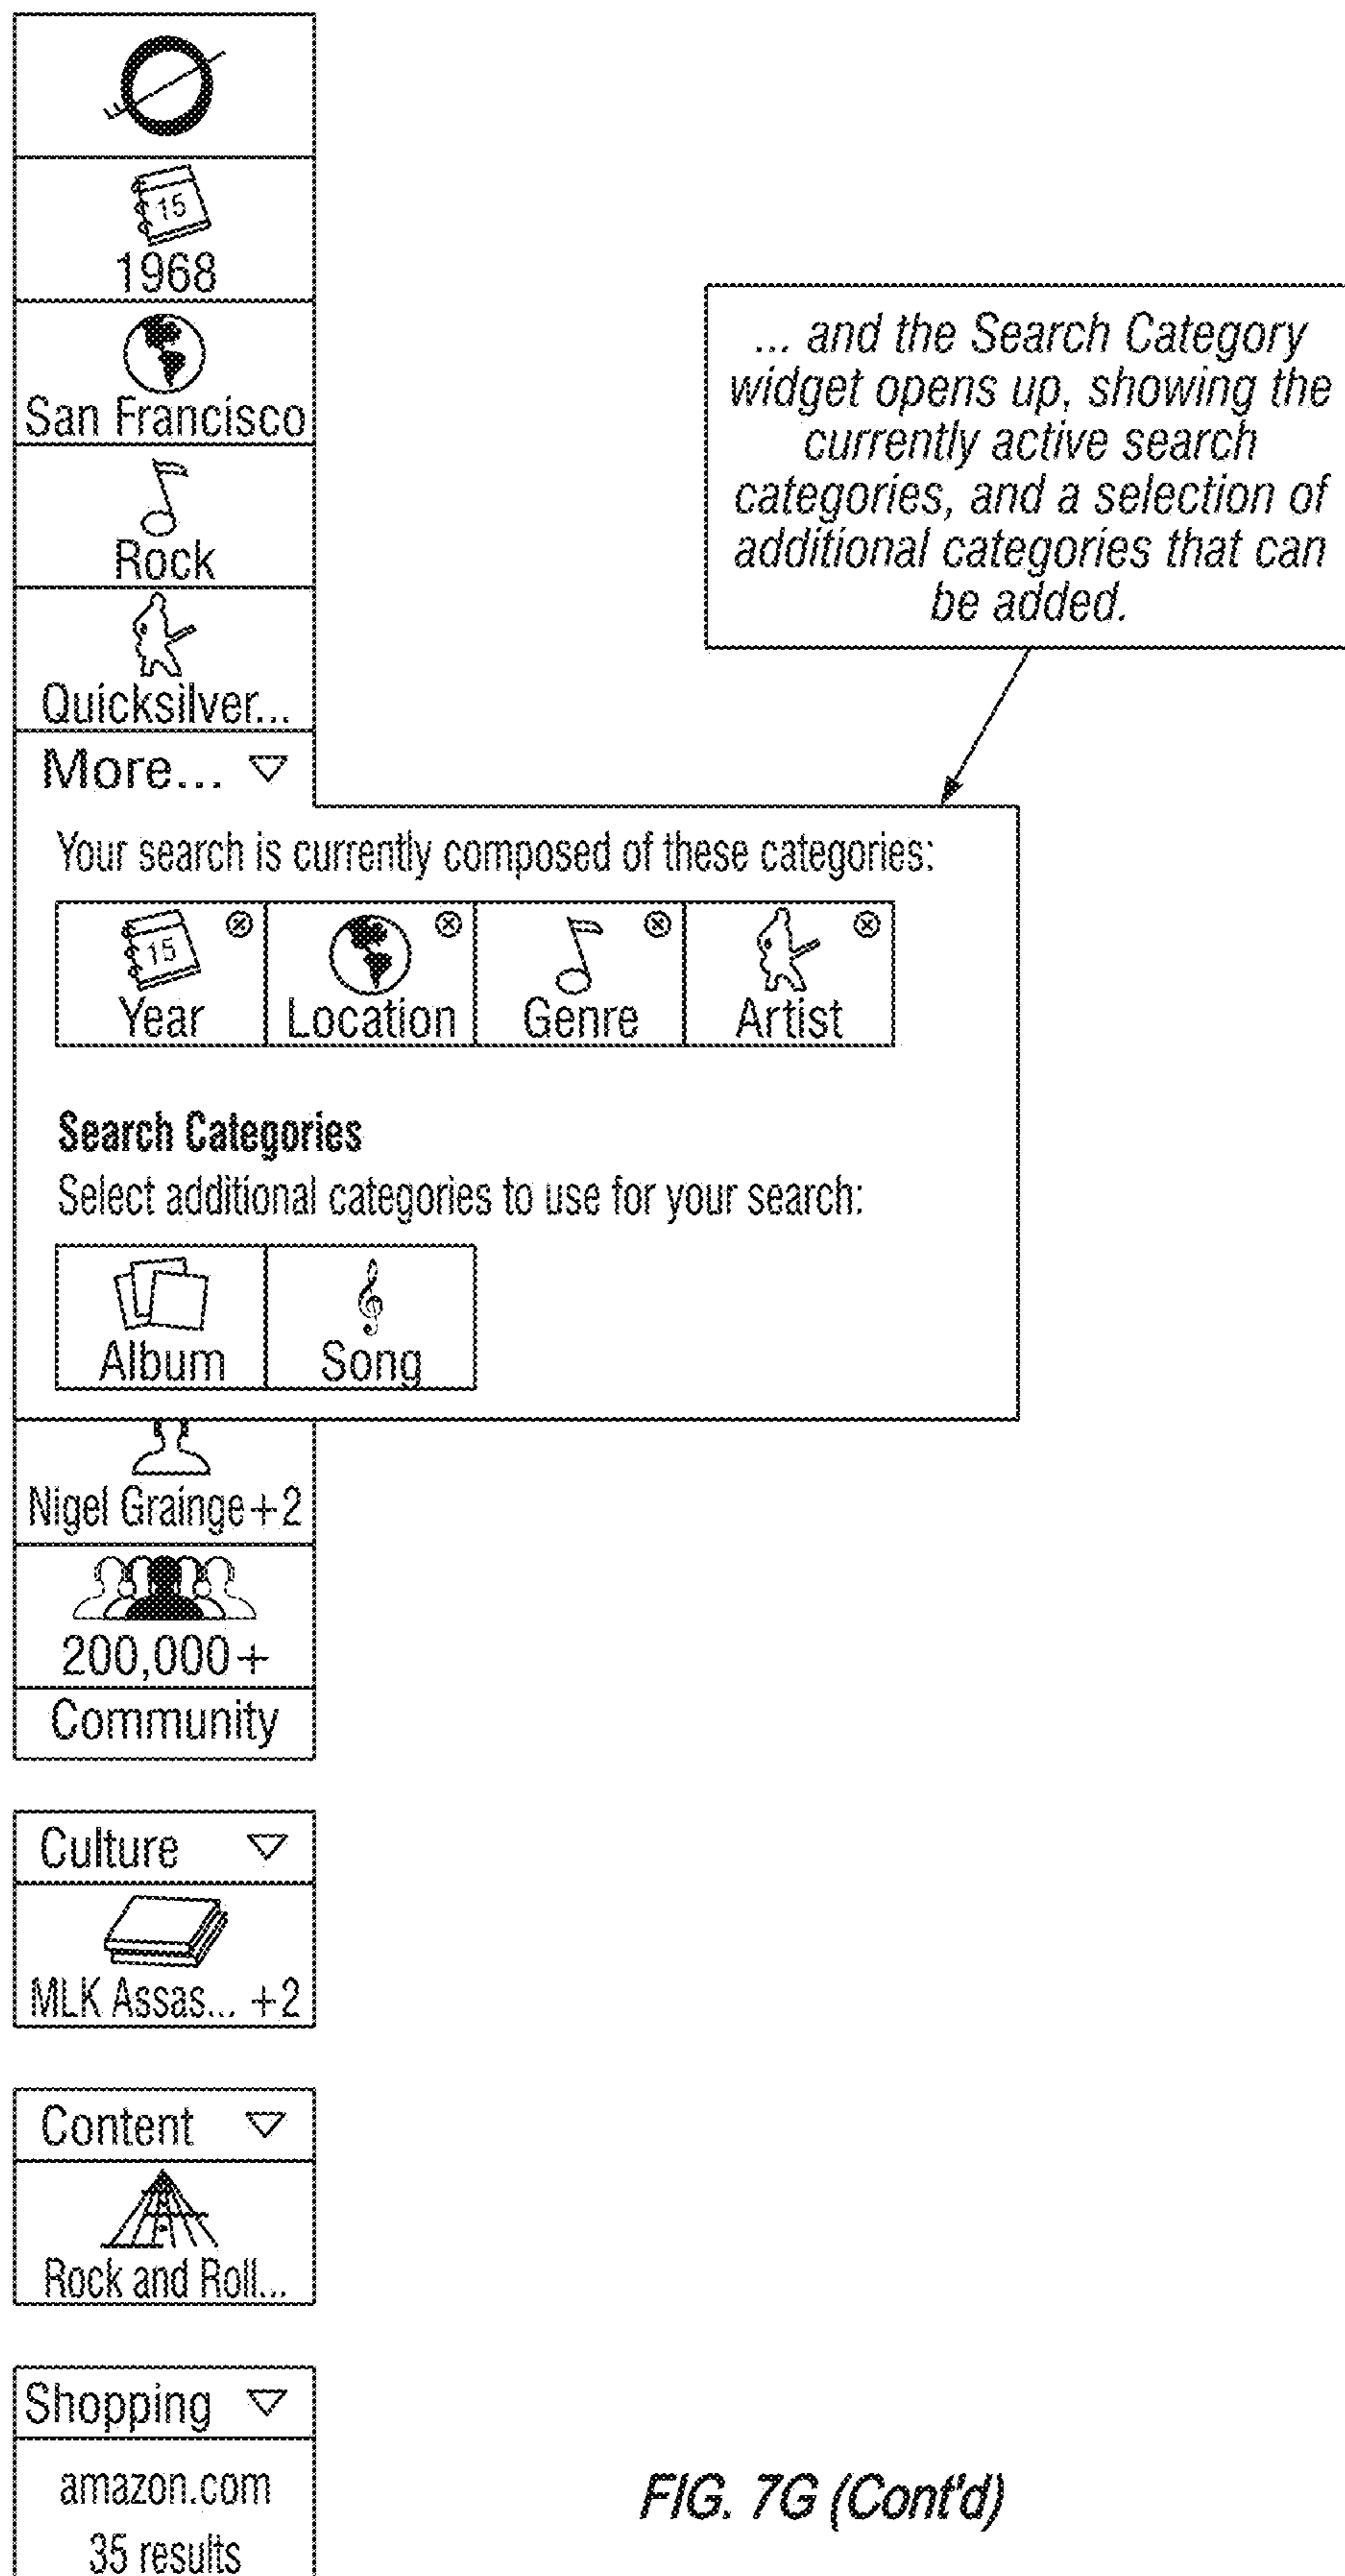 15
1968
San Francisco
Rock
Quicksilver...
More...
... and the Search Category
widget opens up, showing the
currently active search
categories, and a selection of
additional categories that can
be added.
Your search is currently composed of these categories:
15
Year Location Genre Artist
Search Categories
Select additional categories to use for your search:
Album Song
Nigel Grainge+2
200,000+
Community
Culture
MLK Assas... +2
Content
Rock and Roll...
Shopping
amazon.com
35 results
FIG. 7G (Cont'd)